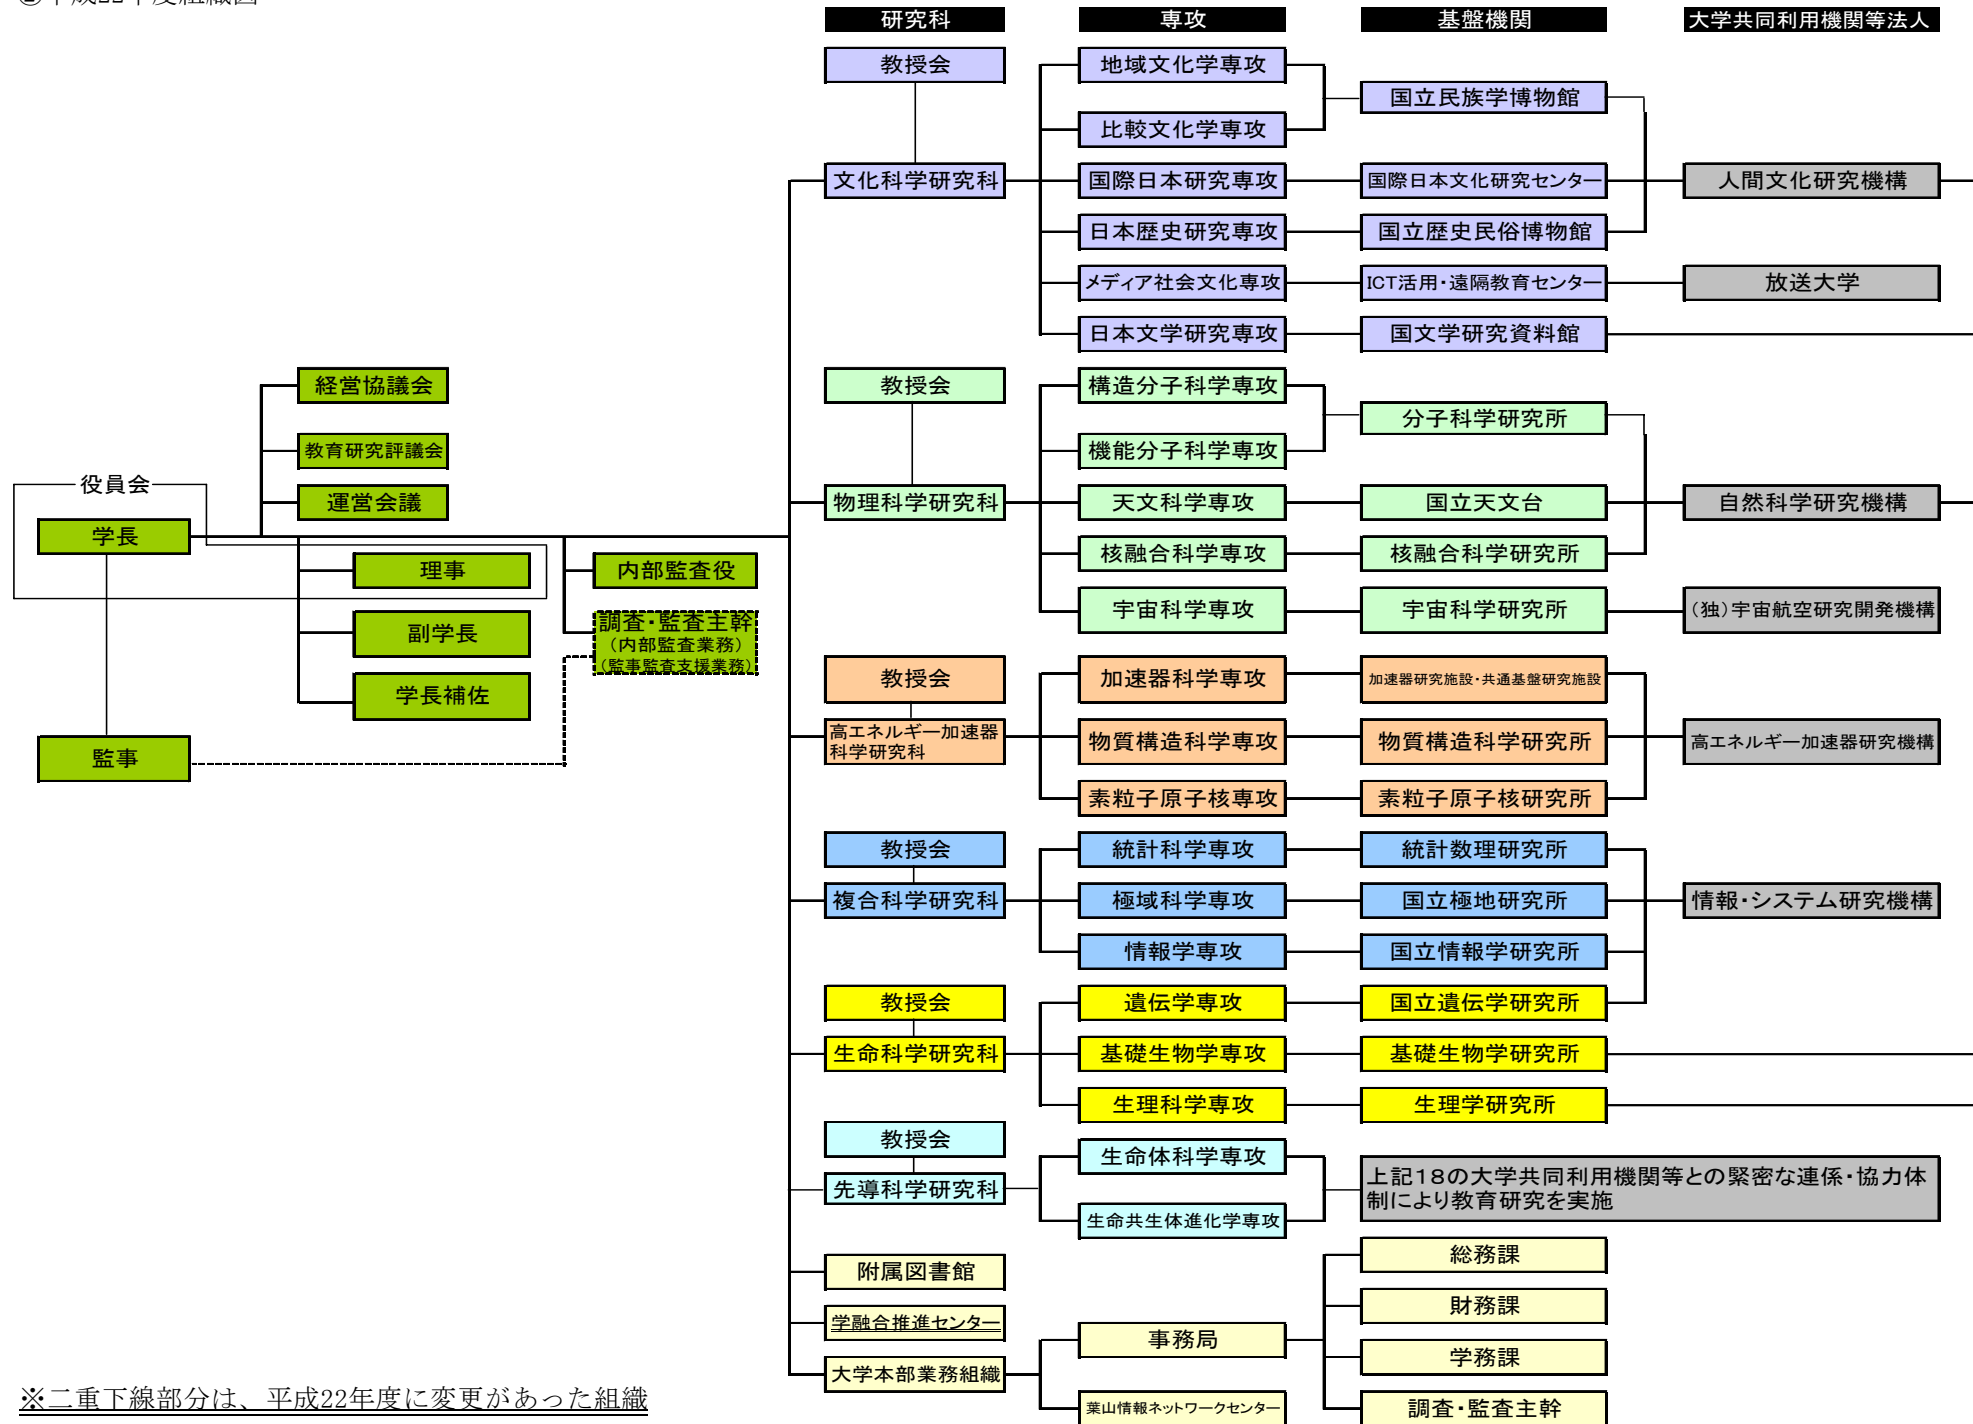 ②平成22年度組織図
研究科
専攻
基盤機関
大学共同利用機関等法人
教授会
地域文化学専攻
国立民族学博物館
比較文化学専攻
文化科学研究科
国際日本研究専攻
国際日本文化研究センター
人間文化研究機構
日本歴史研究専攻
国立歴史民俗博物館
メディア社会文化専攻
ICT活用・遠隔教育センター
放送大学
日本文学研究専攻
国文学研究資料館
経営協議会
教育研究評議会
役員会
運営会議
学長
理事
内部監査役
副学長
調査・監査主幹
(内部監査業務)
(監事監査支援業務)
学長補佐
監事
教授会
構造分子科学専攻
分子科学研究所
機能分子科学専攻
物理科学研究科
天文科学専攻
国立天文台
自然科学研究機構
核融合科学専攻
核融合科学研究所
宇宙科学専攻
宇宙科学研究所
(独)宇宙航空研究開発機構
教授会
加速器科学専攻
加速器研究施設・共通基盤研究施設
高エネルギー加速器
科学研究科
物質構造科学専攻
物質構造科学研究所
高エネルギー加速器研究機構
素粒子原子核専攻
素粒子原子核研究所
教授会
統計科学専攻
統計数理研究所
複合科学研究科
極域科学専攻
国立極地研究所
情報・システム研究機構
情報学専攻
国立情報学研究所
教授会
遺伝学専攻
国立遺伝学研究所
生命科学研究科
基礎生物学専攻
基礎生物学研究所
生理科学専攻
生理学研究所
教授会
生命体科学専攻
先導科学研究科
上記18の大学共同利用機関等との緊密な連係・協力体
制により教育研究を実施
生命共生体進化学専攻
附属図書館
総務課
学融合推進センター
財務課
事務局
大学本部業務組織
学務課
葉山情報ネットワークセンター
調査・監査主幹
※二重下線部分は、平成22年度に変更があった組織